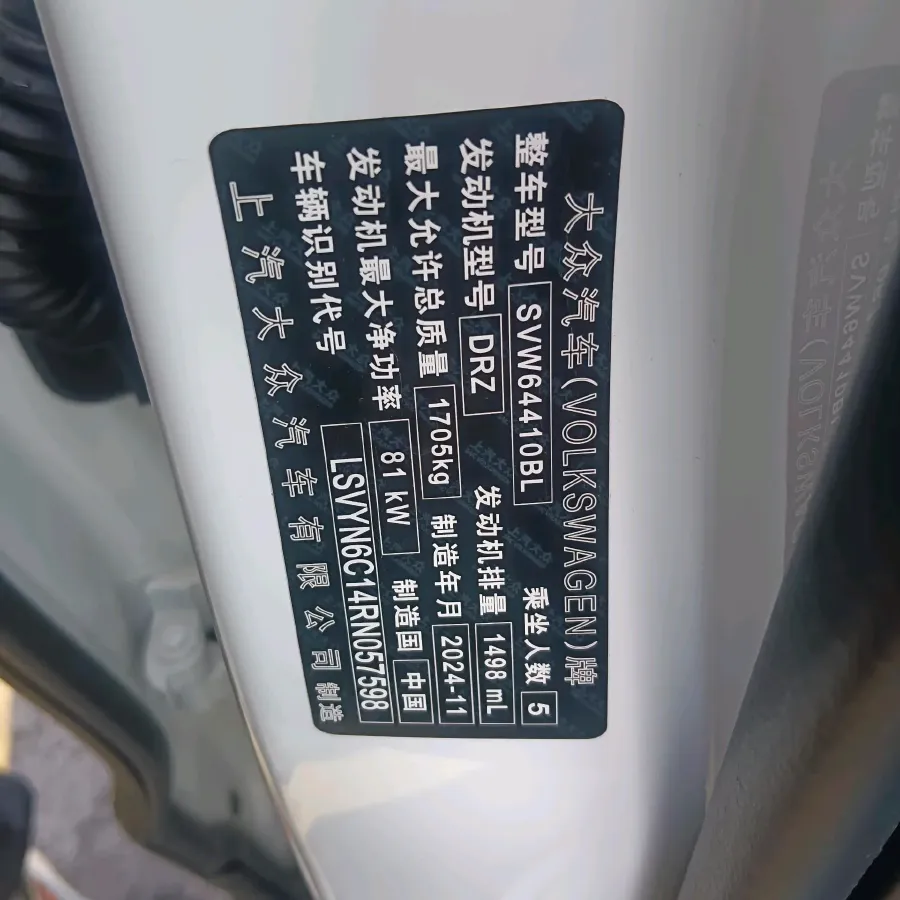 大众汽车(VOLKSWAGEN)牌
整车型号 SVW64410BL 乘坐人数 5
发动机型号 DRZ 发动机排量 1498 mL
最大允许总质量 1705kg 制造年月 2024-11
发动机最大净功率 81 kW 制造国 中国
车辆识别代号 LSVYN6C14RN057598
上汽大众汽车有限公司制造